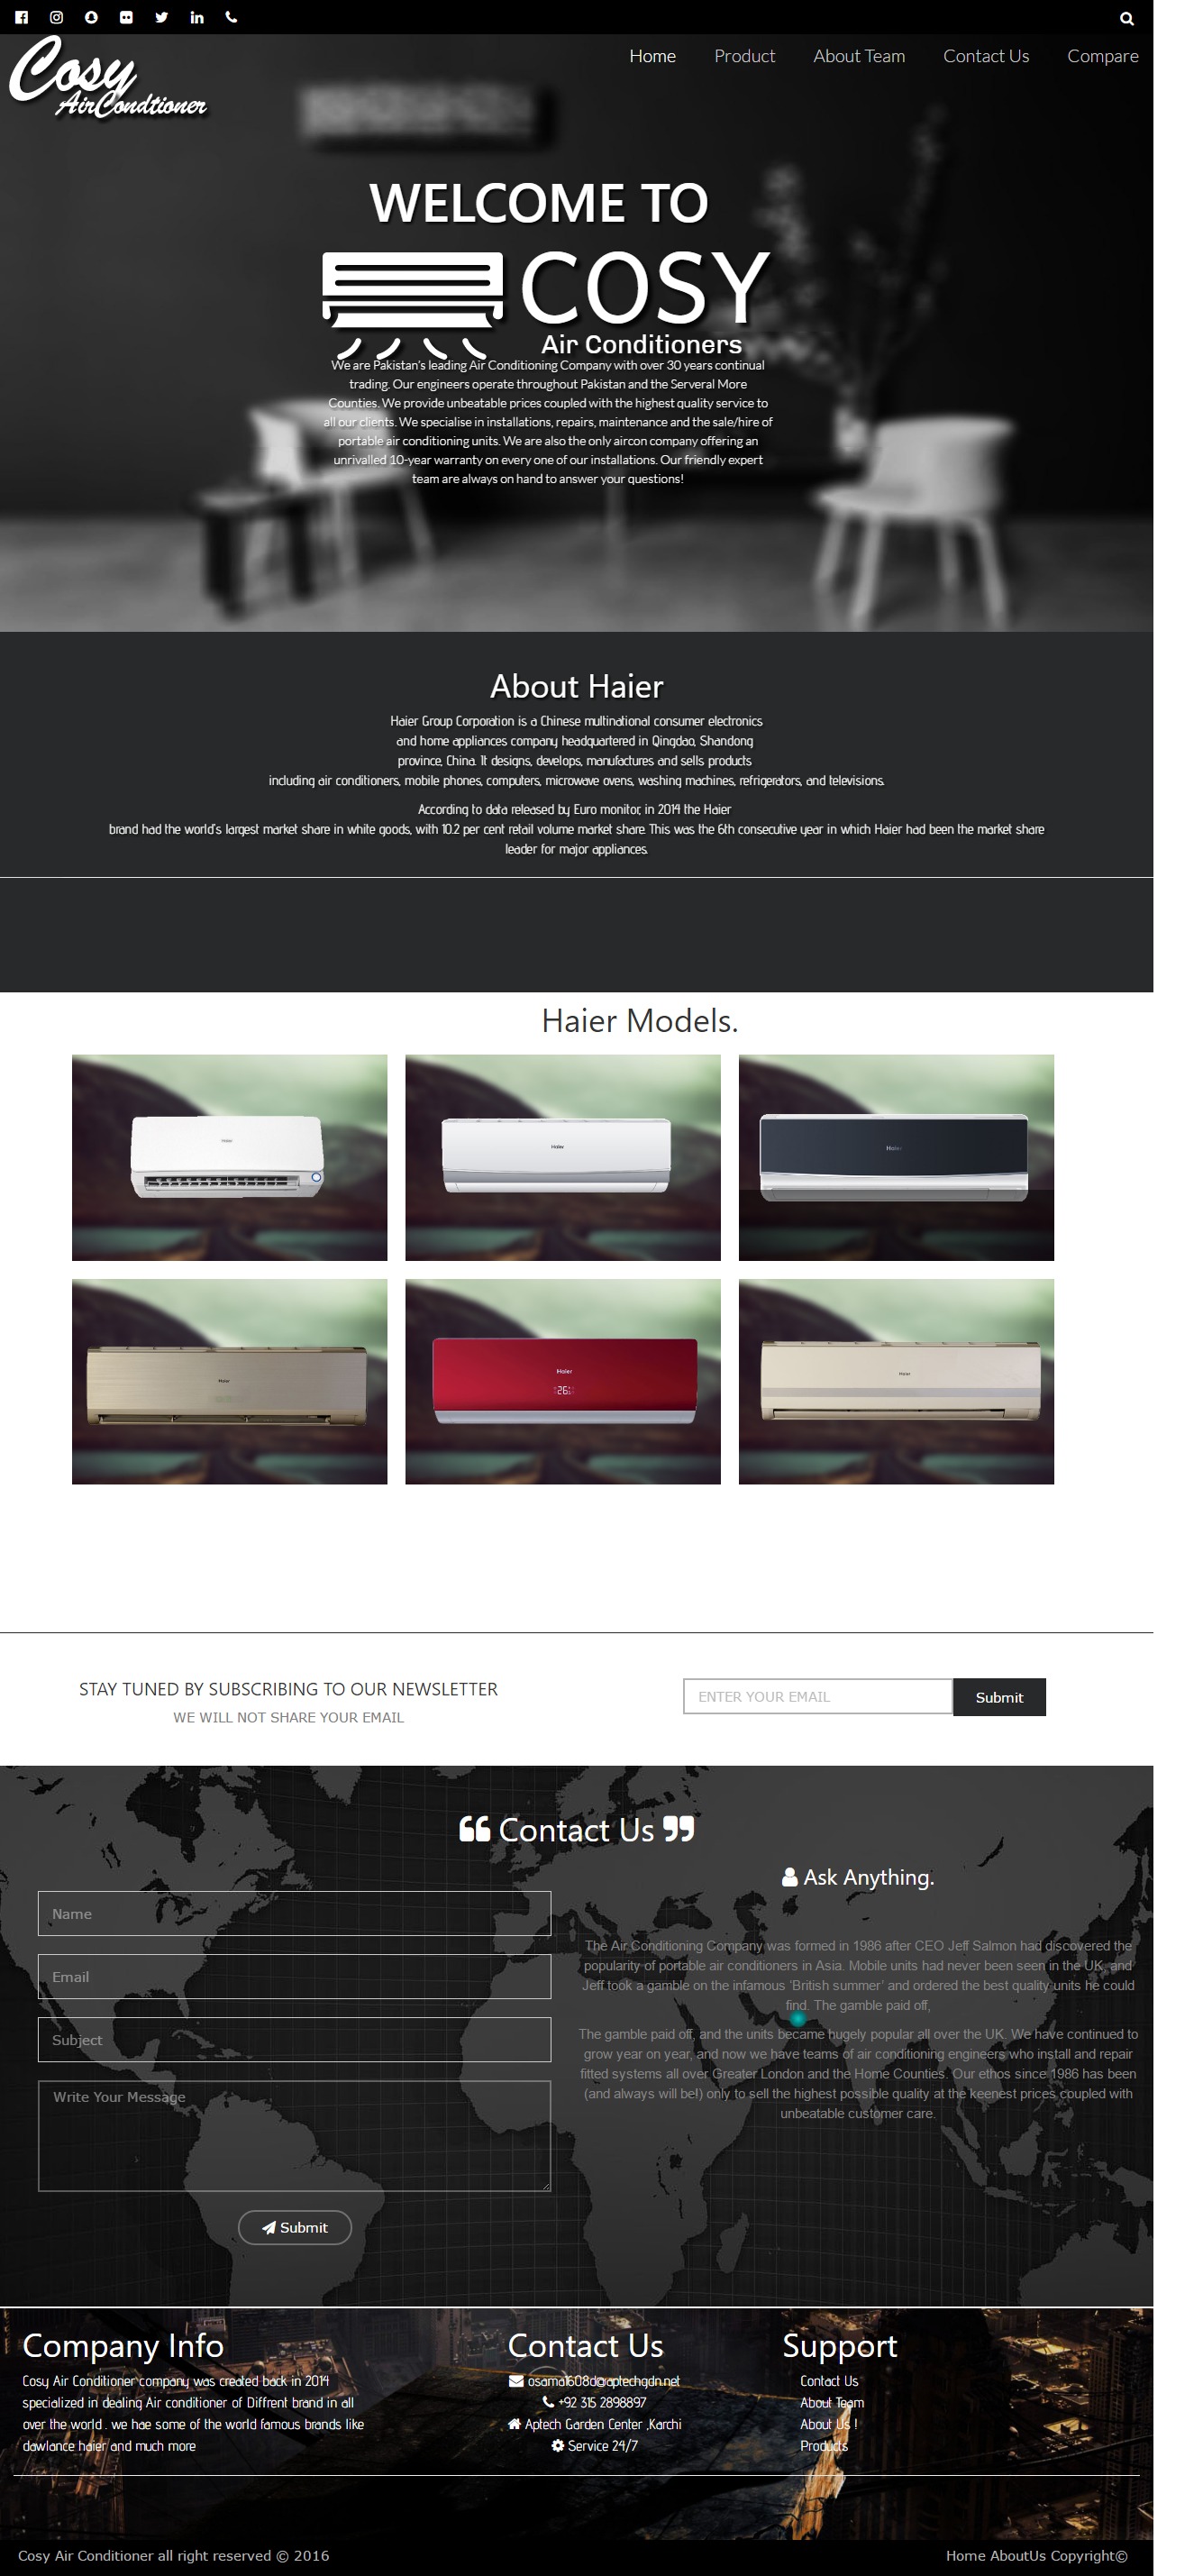 Cosy
AirCondtioner
Home Product About Team Contact Us Compare
WELCOME TO
COSY
Air Conditioners
We are Pakistan's leading Air Conditioning Company with over 30 years continual
trading. Our engineers operate throughout Pakistan and the Serveral More
Counties. We provide unbeatable prices coupled with the highest quality service to
all our clients. We specialise in installations, repairs, maintenance and the sale/hire of
portable air conditioning units. We are also the only aircon company offering an
unrivalled 10-year warranty on every one of our installations. Our friendly expert
team are always on hand to answer your questions!
About Haier
Haier Group Corporation is a Chinese multinational consumer electronics
and home appliances company headquartered in Qingdao, Shandong
province, China. It designs, develops, manufactures and sells products
including air conditioners, mobile phones, computers, microwave ovens, washing machines, refrigerators, and televisions.
According to data released by Euro monitor, in 2014 the Haier
brand had the world's largest market share in white goods, with 10.2 per cent retail volume market share. This was the 6th consecutive year in which Haier had been the market share
leader for major appliances.
Haier Models.
Haier
Haier
Haier
Haier
Haier
26
Haier
STAY TUNED BY SUBSCRIBING TO OUR NEWSLETTER
WE WILL NOT SHARE YOUR EMAIL
ENTER YOUR EMAIL
Submit
❝ Contact Us ❞
Name
Email
Subject
Write Your Message
Submit
Ask Anything.
The Air Conditioning Company was formed in 1986 after CEO Jeff Salmon had discovered the
popularity of portable air conditioners in Asia. Mobile units had never been seen in the UK, and
Jeff took a gamble on the infamous 'British summer' and ordered the best quality units he could
find. The gamble paid off,
The gamble paid off, and the units became hugely popular all over the UK. We have continued to
grow year on year, and now we have teams of air conditioning engineers who install and repair
fitted systems all over Greater London and the Home Counties. Our ethos since 1986 has been
(and always will be!) only to sell the highest possible quality at the keenest prices coupled with
unbeatable customer care.
Company Info
Cosy Air Conditioner company was created back in 2014
specialized in dealing Air conditioner of Diffrent brand in all
over the world . we hae some of the world famous brands like
dawlance haier and much more
Contact Us
osama1608d@aptechgdn.net
+92 315 2898897
Aptech Garden Center ,Karchi
Service 24/7
Support
Contact Us
About Team
About Us !
Products
Cosy Air Conditioner all right reserved © 2016
Home AboutUs Copyright©